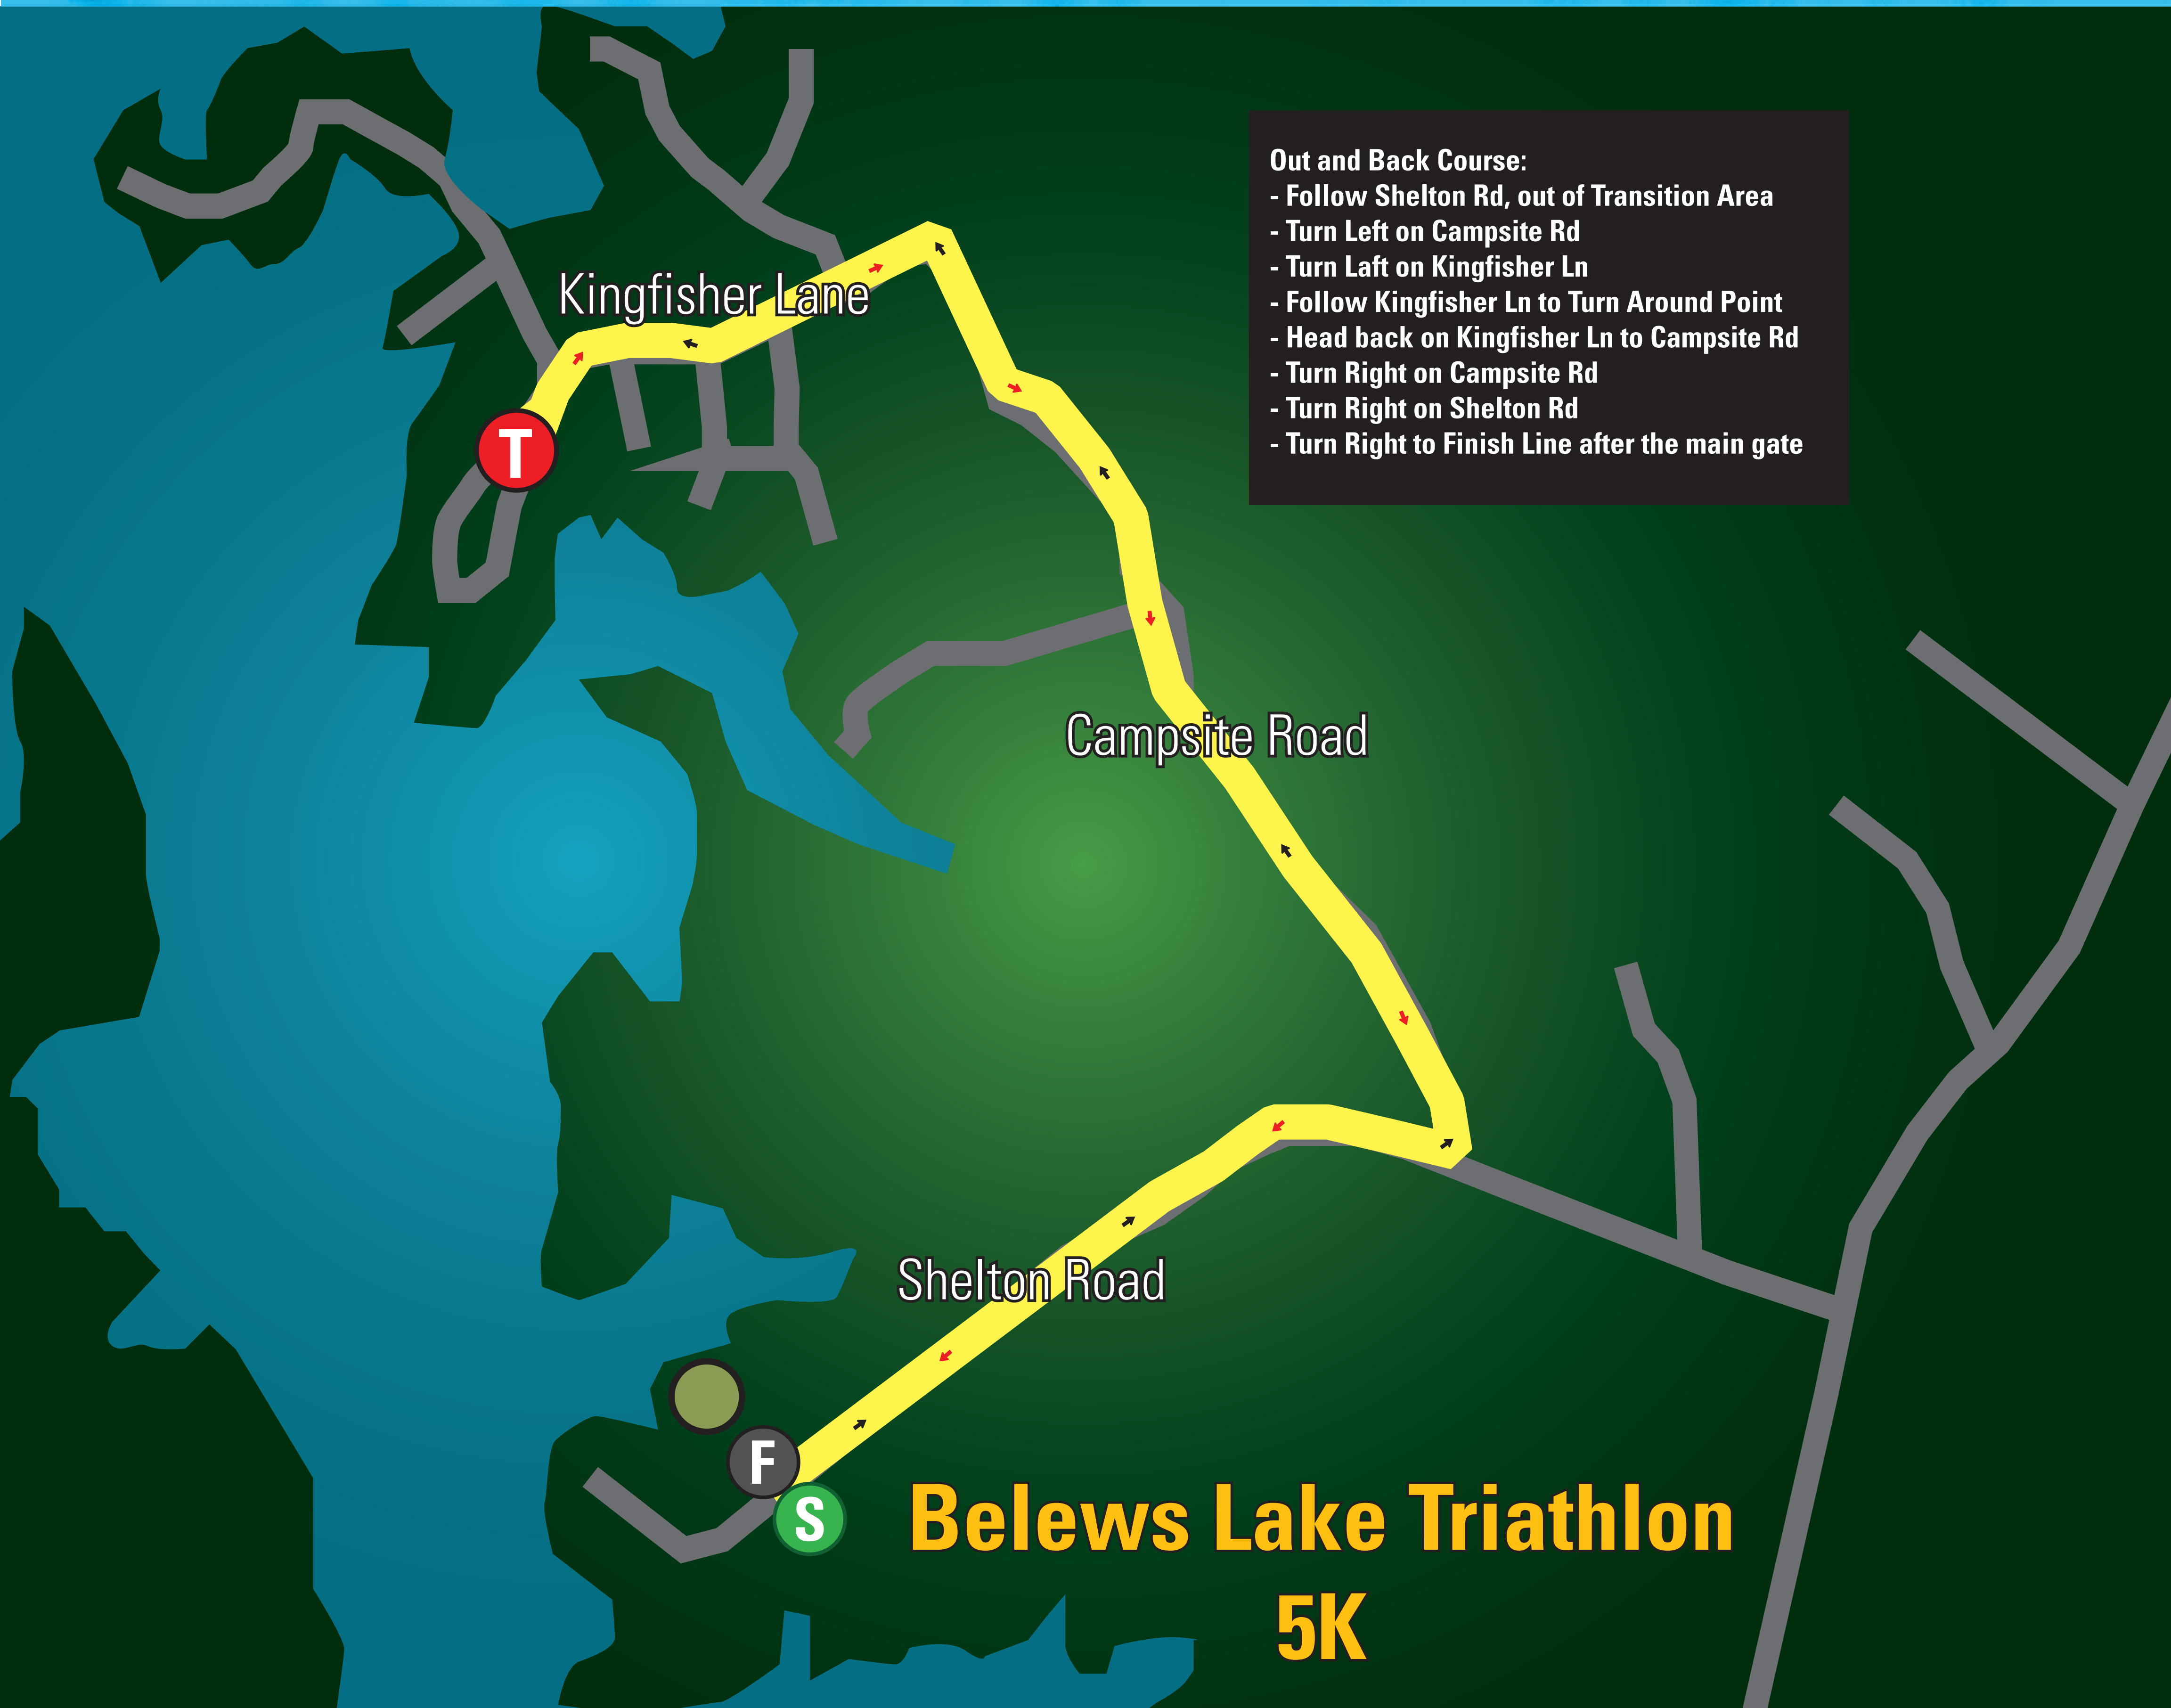 Out and Back Course:
- Follow Shelton Rd, out of Transition Area
- Turn Left on Campsite Rd
- Turn Laft on Kingfisher Ln
- Follow Kingfisher Ln to Turn Around Point
- Head back on Kingfisher Ln to Campsite Rd
- Turn Right on Campsite Rd
- Turn Right on Shelton Rd
- Turn Right to Finish Line after the main gate
Kingfisher Lane
T
Campsite Road
Shelton Road
F
S
Belews Lake Triathlon
5K